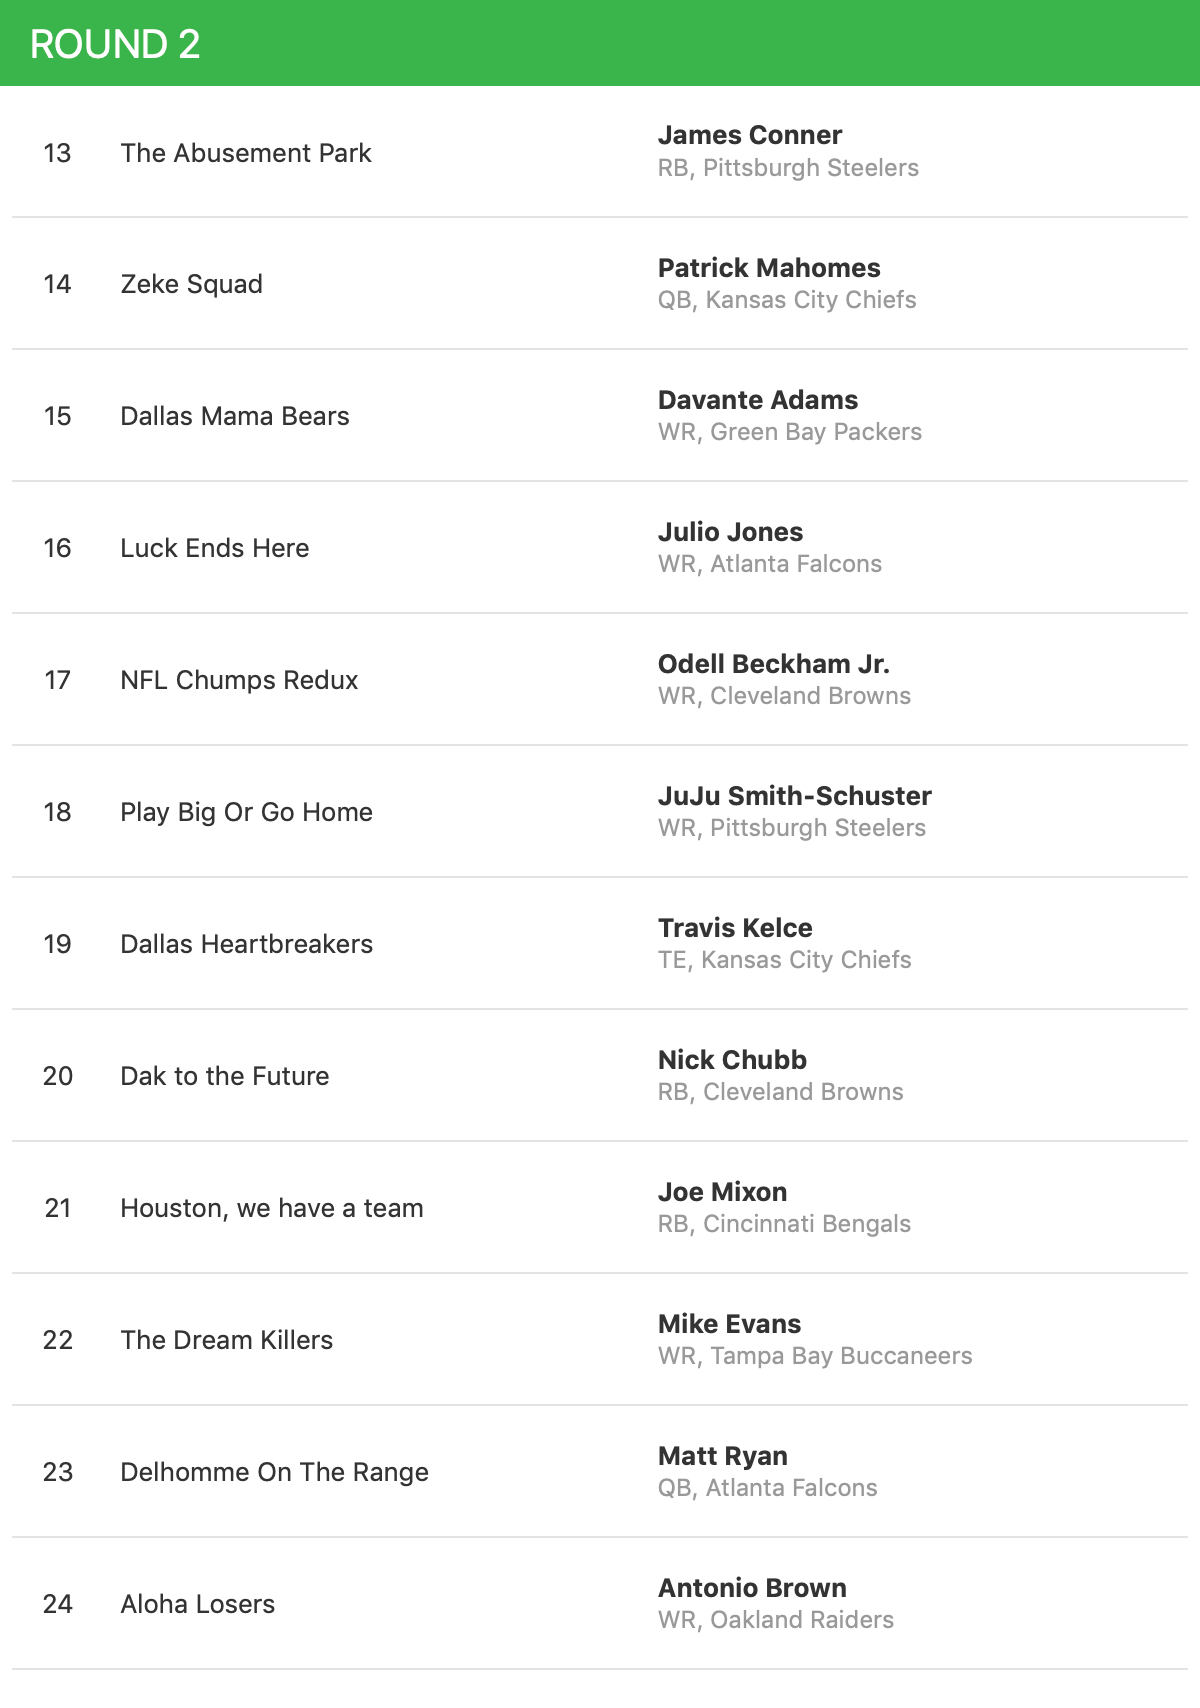 ROUND 2
13 The Abusement Park James Conner
RB, Pittsburgh Steelers
14 Zeke Squad Patrick Mahomes
QB, Kansas City Chiefs
15 Dallas Mama Bears Davante Adams
WR, Green Bay Packers
16 Luck Ends Here Julio Jones
WR, Atlanta Falcons
17 NFL Chumps Redux Odell Beckham Jr.
WR, Cleveland Browns
18 Play Big Or Go Home JuJu Smith-Schuster
WR, Pittsburgh Steelers
19 Dallas Heartbreakers Travis Kelce
TE, Kansas City Chiefs
20 Dak to the Future Nick Chubb
RB, Cleveland Browns
21 Houston, we have a team Joe Mixon
RB, Cincinnati Bengals
22 The Dream Killers Mike Evans
WR, Tampa Bay Buccaneers
23 Delhomme On The Range Matt Ryan
QB, Atlanta Falcons
24 Aloha Losers Antonio Brown
WR, Oakland Raiders